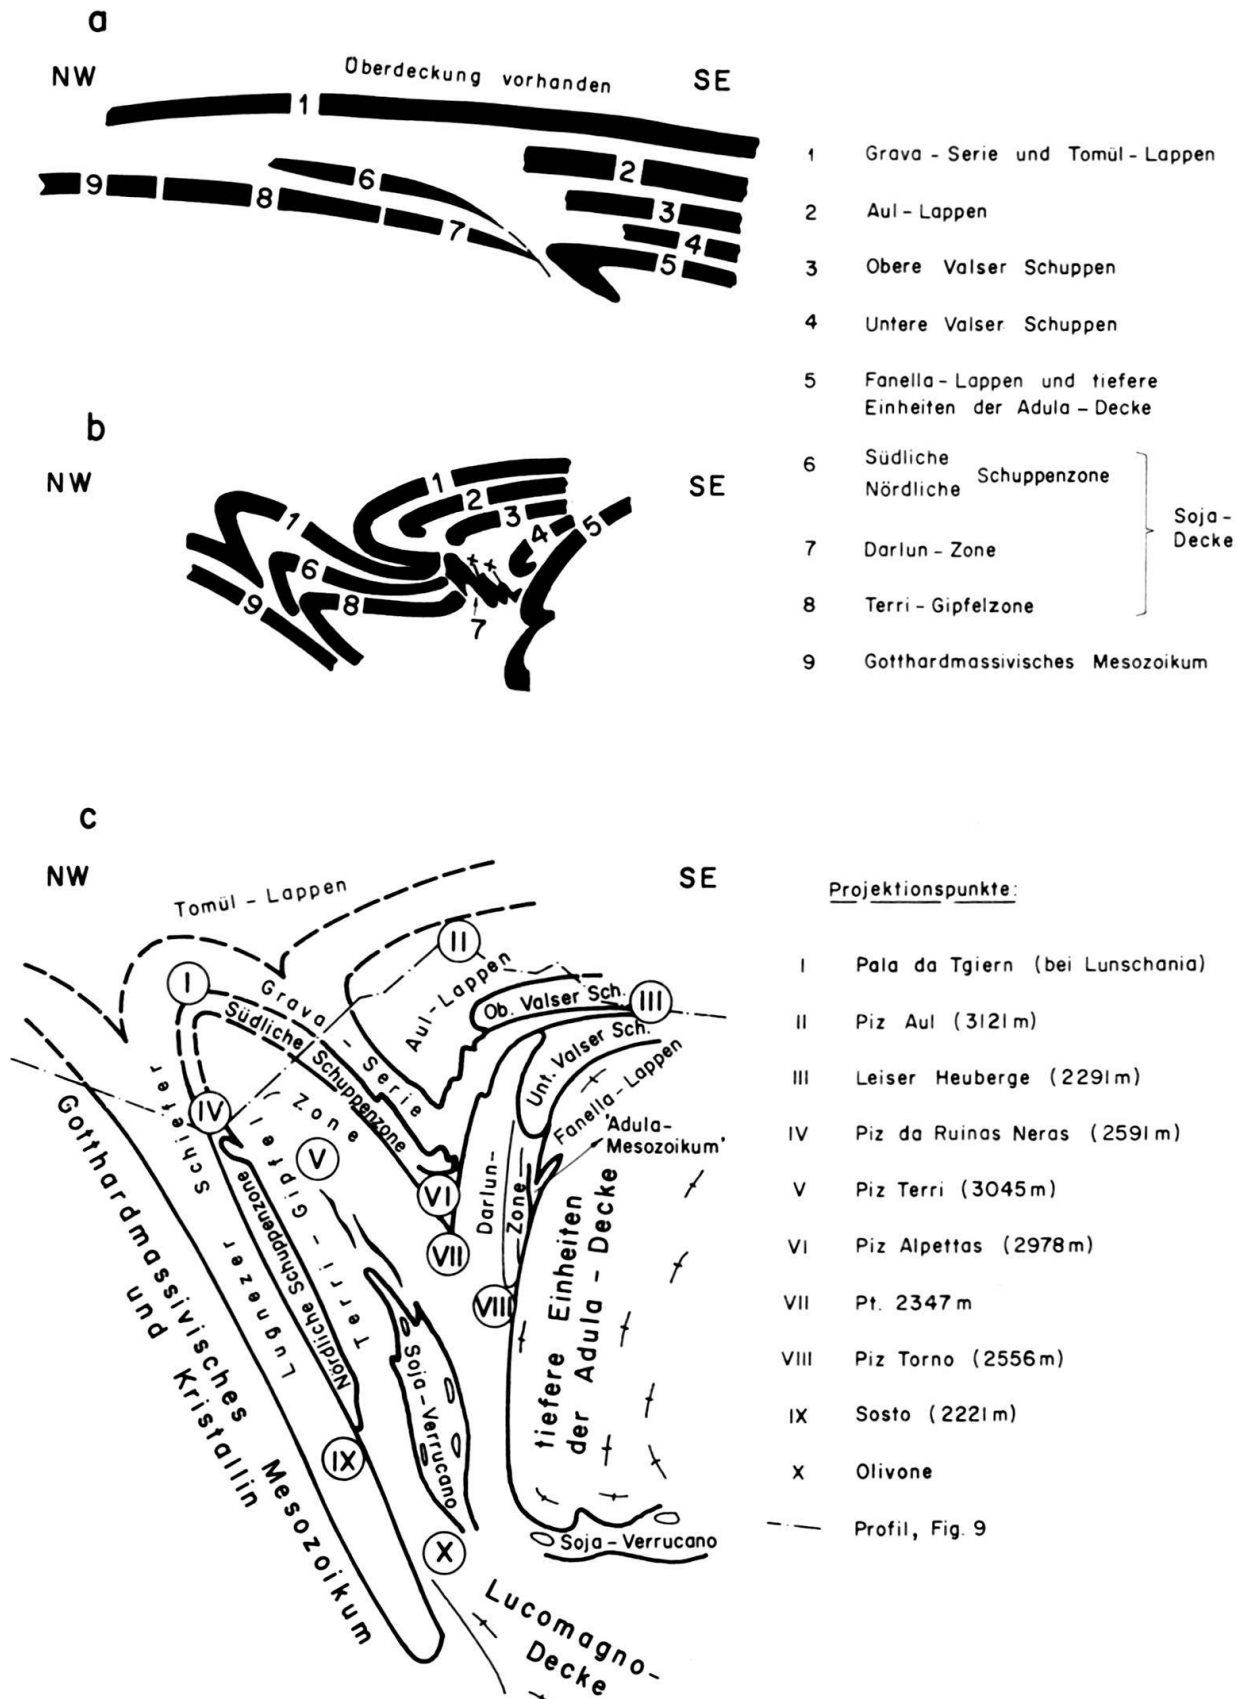 a
NW
Überdeckung vorhanden
SE
1
2
3
4
5
6
7
8
9
1 Grava - Serie und Tomül - Lappen
2 Aul - Lappen
3 Obere Valser Schuppen
4 Untere Valser Schuppen
5 Fanella - Lappen und tiefere
Einheiten der Adula - Decke
6 Südliche
Nördliche Schuppenzone
7 Darlun - Zone
8 Terri - Gipfelzone
Soja -
Decke
9 Gotthardmassivisches Mesozoikum
b
NW
SE
1
2
3
4
5
1
6
8
9
7
c
NW
SE
Tomül - Lappen
I
II
III
IV
V
VI
VII
VIII
IX
X
Grava - Serie
Aul - Lappen
Ob. Valser Sch.
Unt. Valser Sch.
Fanella - Lappen
'Adula-
Mesozoikum'
Südliche Schuppenzone
Terri - Gipfel Zone
Nördliche Schuppenzone
Lugnezer Schiefer
Darlun-
Zone
tiefere Einheiten
der Adula - Decke
Soja - Verrucano
Soja - Verrucano
Gotthardmassivisches Mesozoikum
und Kristallin
Lucomagno-
Decke
Projektionspunkte:
I Pala da Tgiern (bei Lunschania)
II Piz Aul (3121 m)
III Leiser Heuberge (2291 m)
IV Piz da Ruinas Neras (2591 m)
V Piz Terri (3045 m)
VI Piz Alpettas (2978 m)
VII Pt. 2347 m
VIII Piz Torno (2556 m)
IX Sosto (2221 m)
X Olivone
Profil, Fig. 9